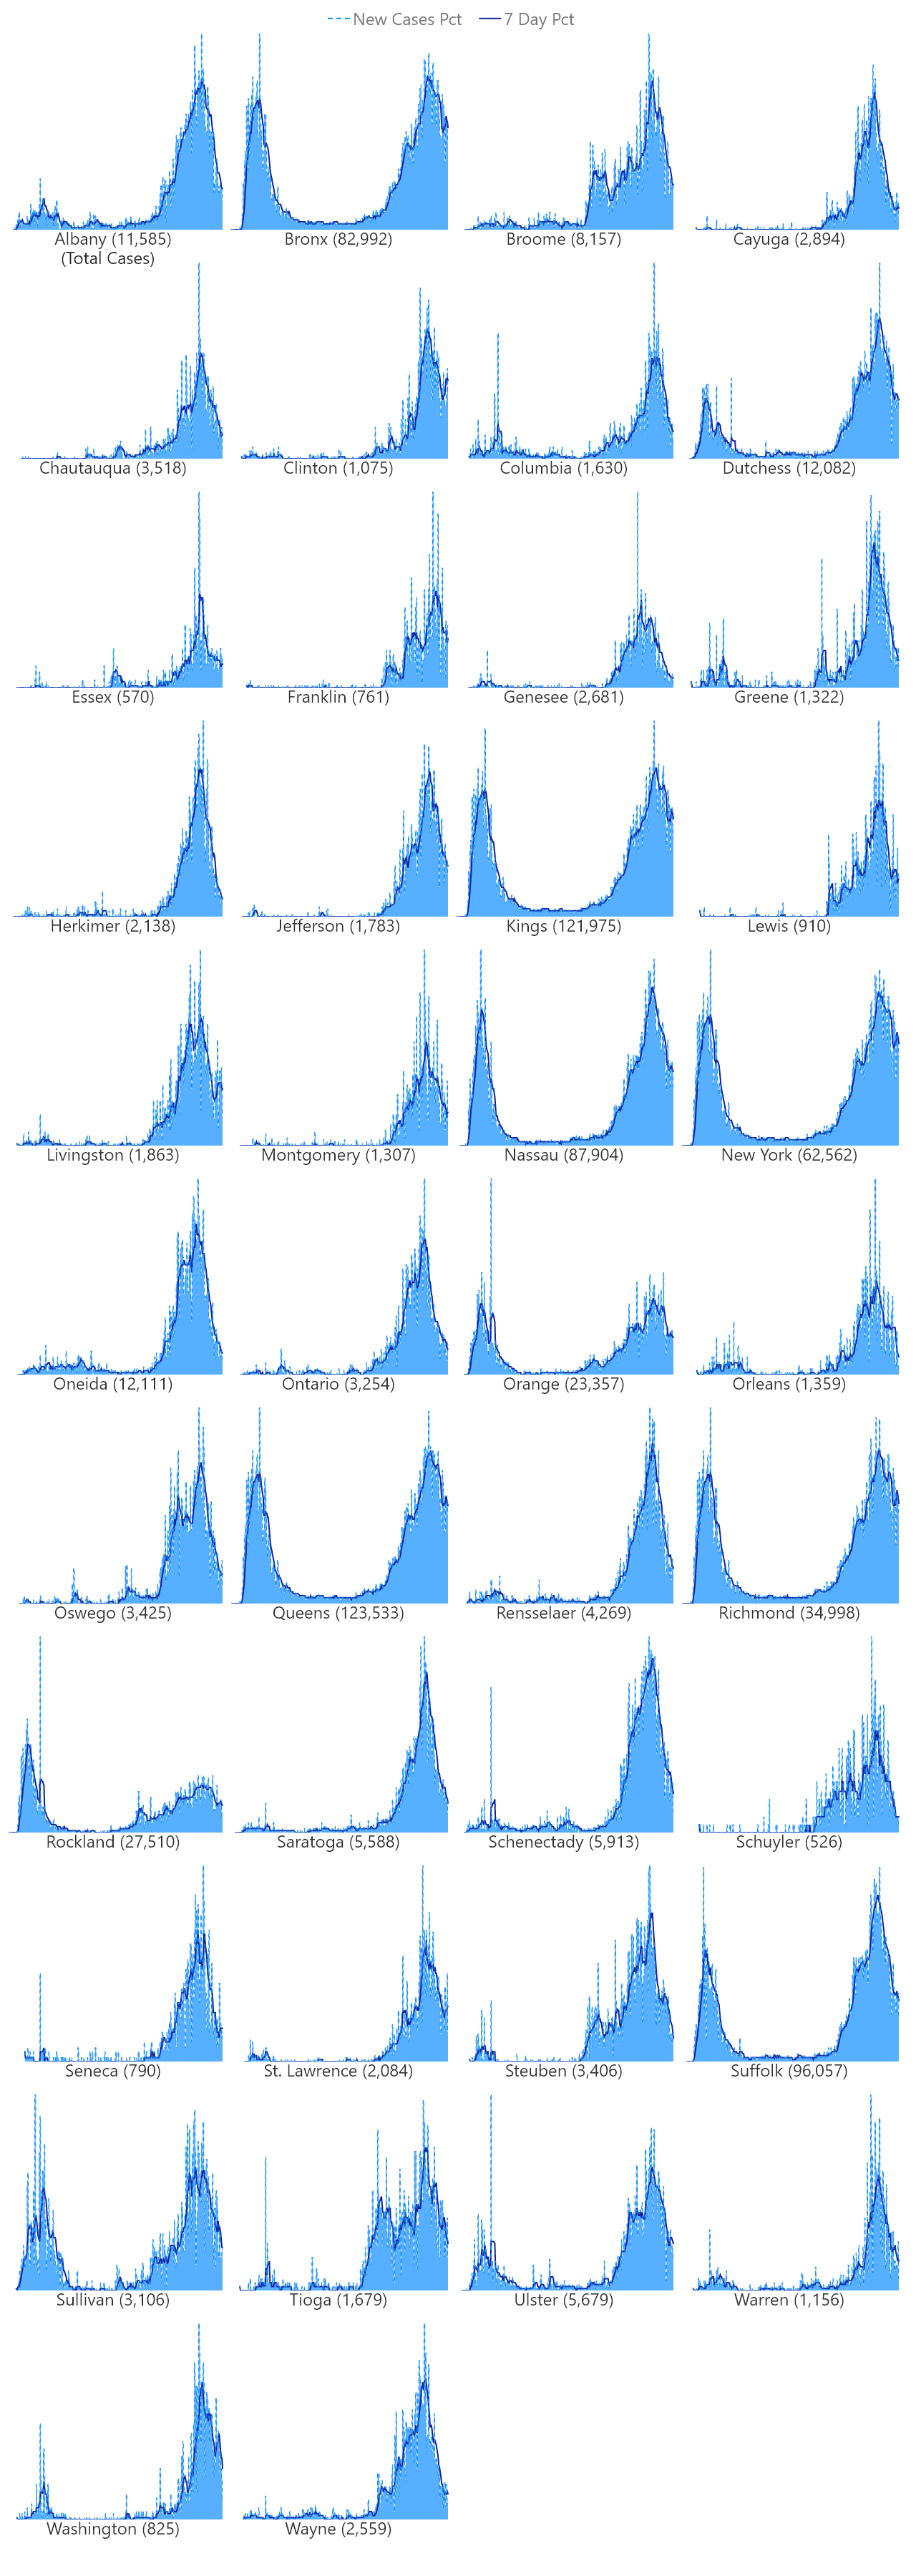 New Cases Pct 7 Day Pct
Albany (11,585) Bronx (82,992) Broome (8,157) Cayuga (2,894)
(Total Cases)
Chautauqua (3,518) Clinton (1,075) Columbia (1,630) Dutchess (12,082)
Essex (570) Franklin (761) Genesee (2,681) Greene (1,322)
Herkimer (2,138) Jefferson (1,783) Kings (121,975) Lewis (910)
Livingston (1,863) Montgomery (1,307) Nassau (87,904) New York (62,562)
Oneida (12,111) Ontario (3,254) Orange (23,357) Orleans (1,359)
Oswego (3,425) Queens (123,533) Rensselaer (4,269) Richmond (34,998)
Rockland (27,510) Saratoga (5,588) Schenectady (5,913) Schuyler (526)
Seneca (790) St. Lawrence (2,084) Steuben (3,406) Suffolk (96,057)
Sullivan (3,106) Tioga (1,679) Ulster (5,679) Warren (1,156)
Washington (825) Wayne (2,559)